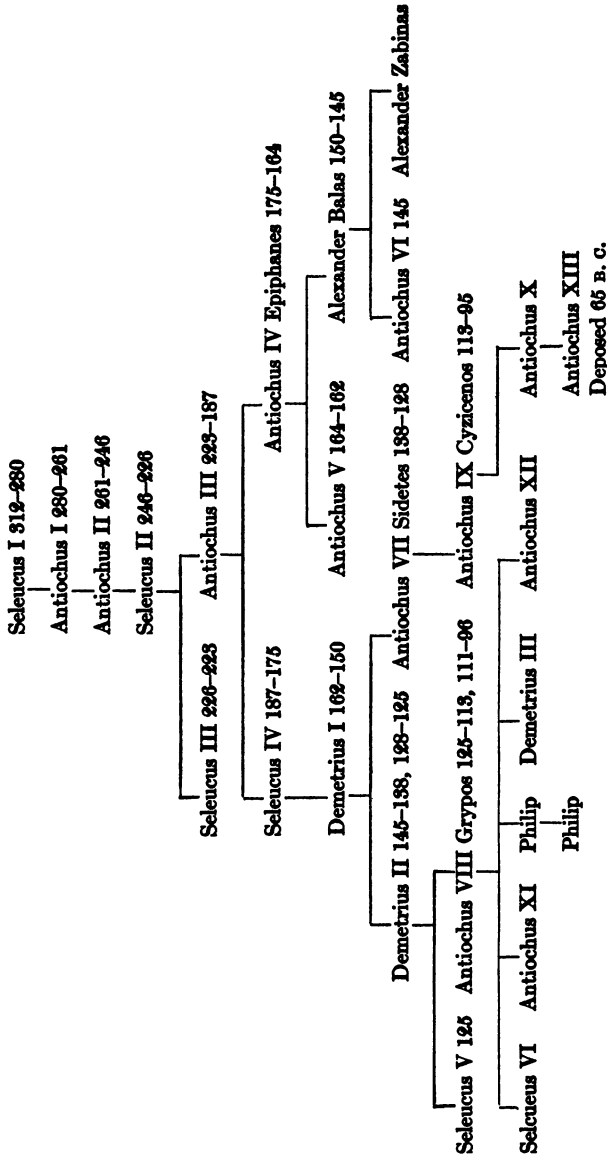 Seleucus I 312–280
Antiochus I 280–261
Antiochus II 261–246
Seleucus II 246–226
Seleucus III 226–223 Antiochus III 223–187
Seleucus IV 187–175 Antiochus IV Epiphanes 175–164
Demetrius I 162–150 Antiochus V 164–162 Alexander Balas 150–145
Demetrius II 145–138, 128–125 Antiochus VII Sidetes 138–128 Antiochus VI 145 Alexander Zabinas
Seleucus V 125 Antiochus VIII Grypos 125–113, 111–96 Antiochus IX Cyzicenos 113–95
Selcueus VI Antiochus XI Philip Demetrius III Antiochus XII Antiochus X
Philip Antiochus XIII
Deposed 65 B. C.